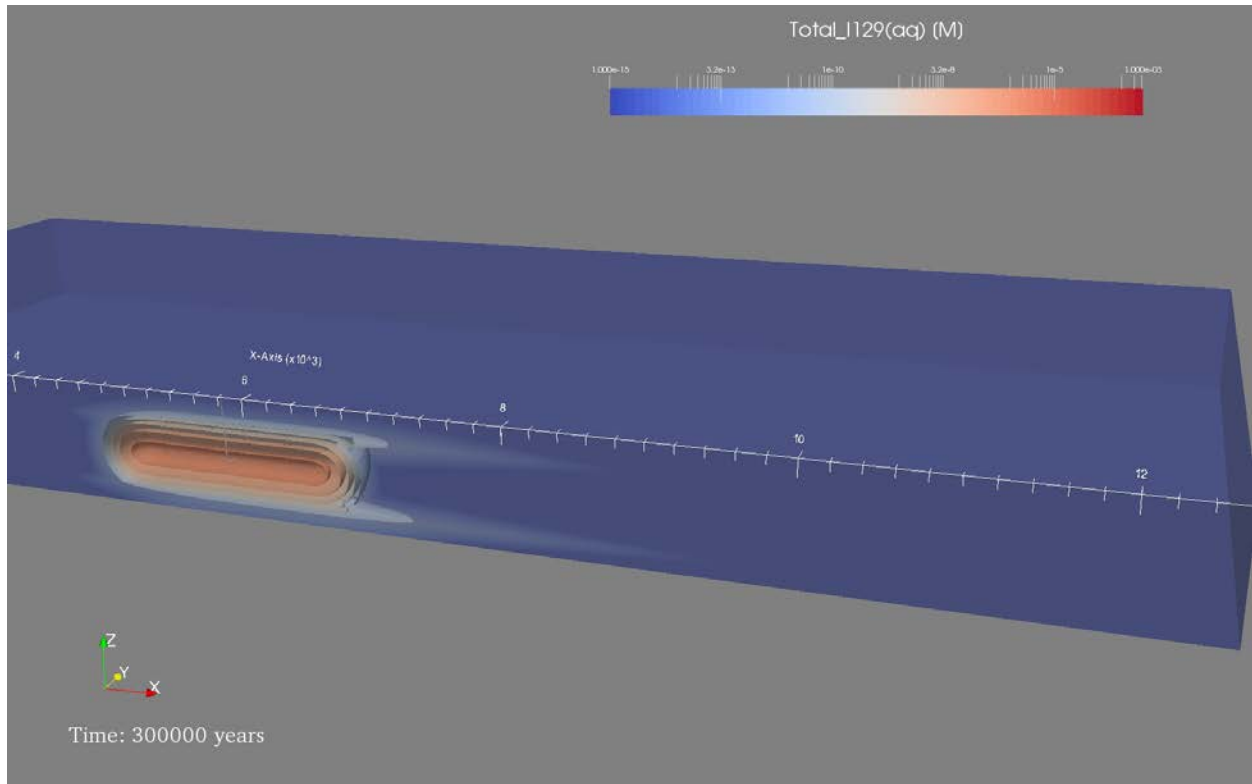 Total_I129(aq) [M]
1.000e-15 3.2e-13 1e-10 3.2e-8 1e-5 1.000e-03
4
X-Axis (x10^3)
6
8
10
12
Z
Y
X
Time: 300000 years